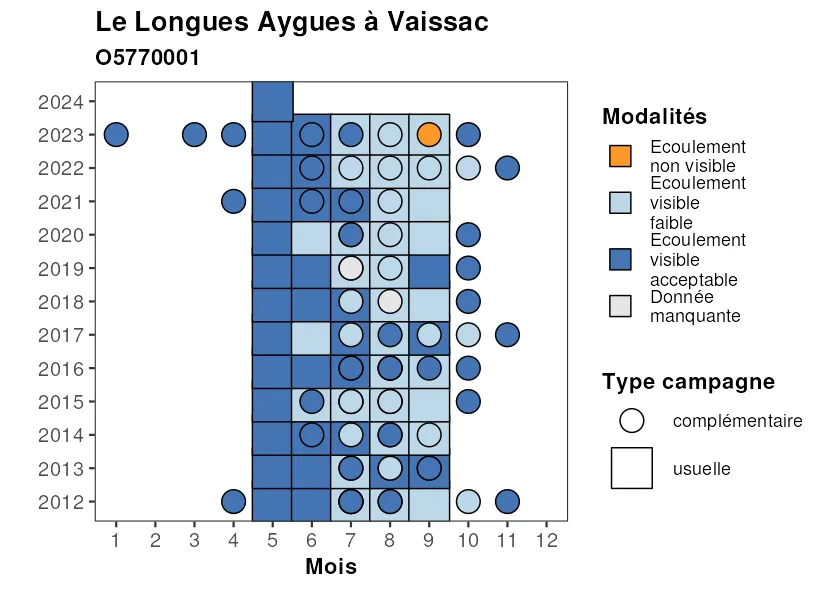 Le Longues Aygues à Vaissac
O5770001
2024
2023
2022
2021
2020
2019
2018
2017
2016
2015
2014
2013
2012
1 2 3 4 5 6 7 8 9 10 11 12
Mois
Modalités
Ecoulement
non visible
Ecoulement
visible
faible
Ecoulement
visible
acceptable
Donnée
manquante
Type campagne
complémentaire
usuelle